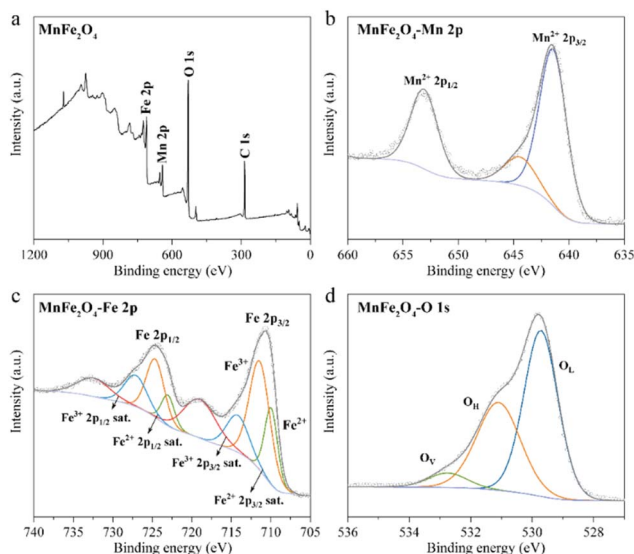 a
MnFe₂O₄
Fe 2p
Mn 2p
O 1s
C 1s
Intensity (a.u.)
1200 900 600 300 0
Binding energy (eV)
b
MnFe₂O₄-Mn 2p
Mn²⁺ 2p₃/₂
Mn²⁺ 2p₁/₂
Intensity (a.u.)
660 655 650 645 640 635
Binding energy (eV)
c
MnFe₂O₄-Fe 2p
Fe 2p₃/₂
Fe 2p₁/₂
Fe³⁺
Fe²⁺
Fe³⁺ 2p₁/₂ sat.
Fe²⁺ 2p₁/₂ sat.
Fe³⁺ 2p₃/₂ sat.
Fe²⁺ 2p₃/₂ sat.
Intensity (a.u.)
740 735 730 725 720 715 710 705
Binding energy (eV)
d
MnFe₂O₄-O 1s
O_L
O_H
O_V
Intensity (a.u.)
536 534 532 530 528
Binding energy (eV)